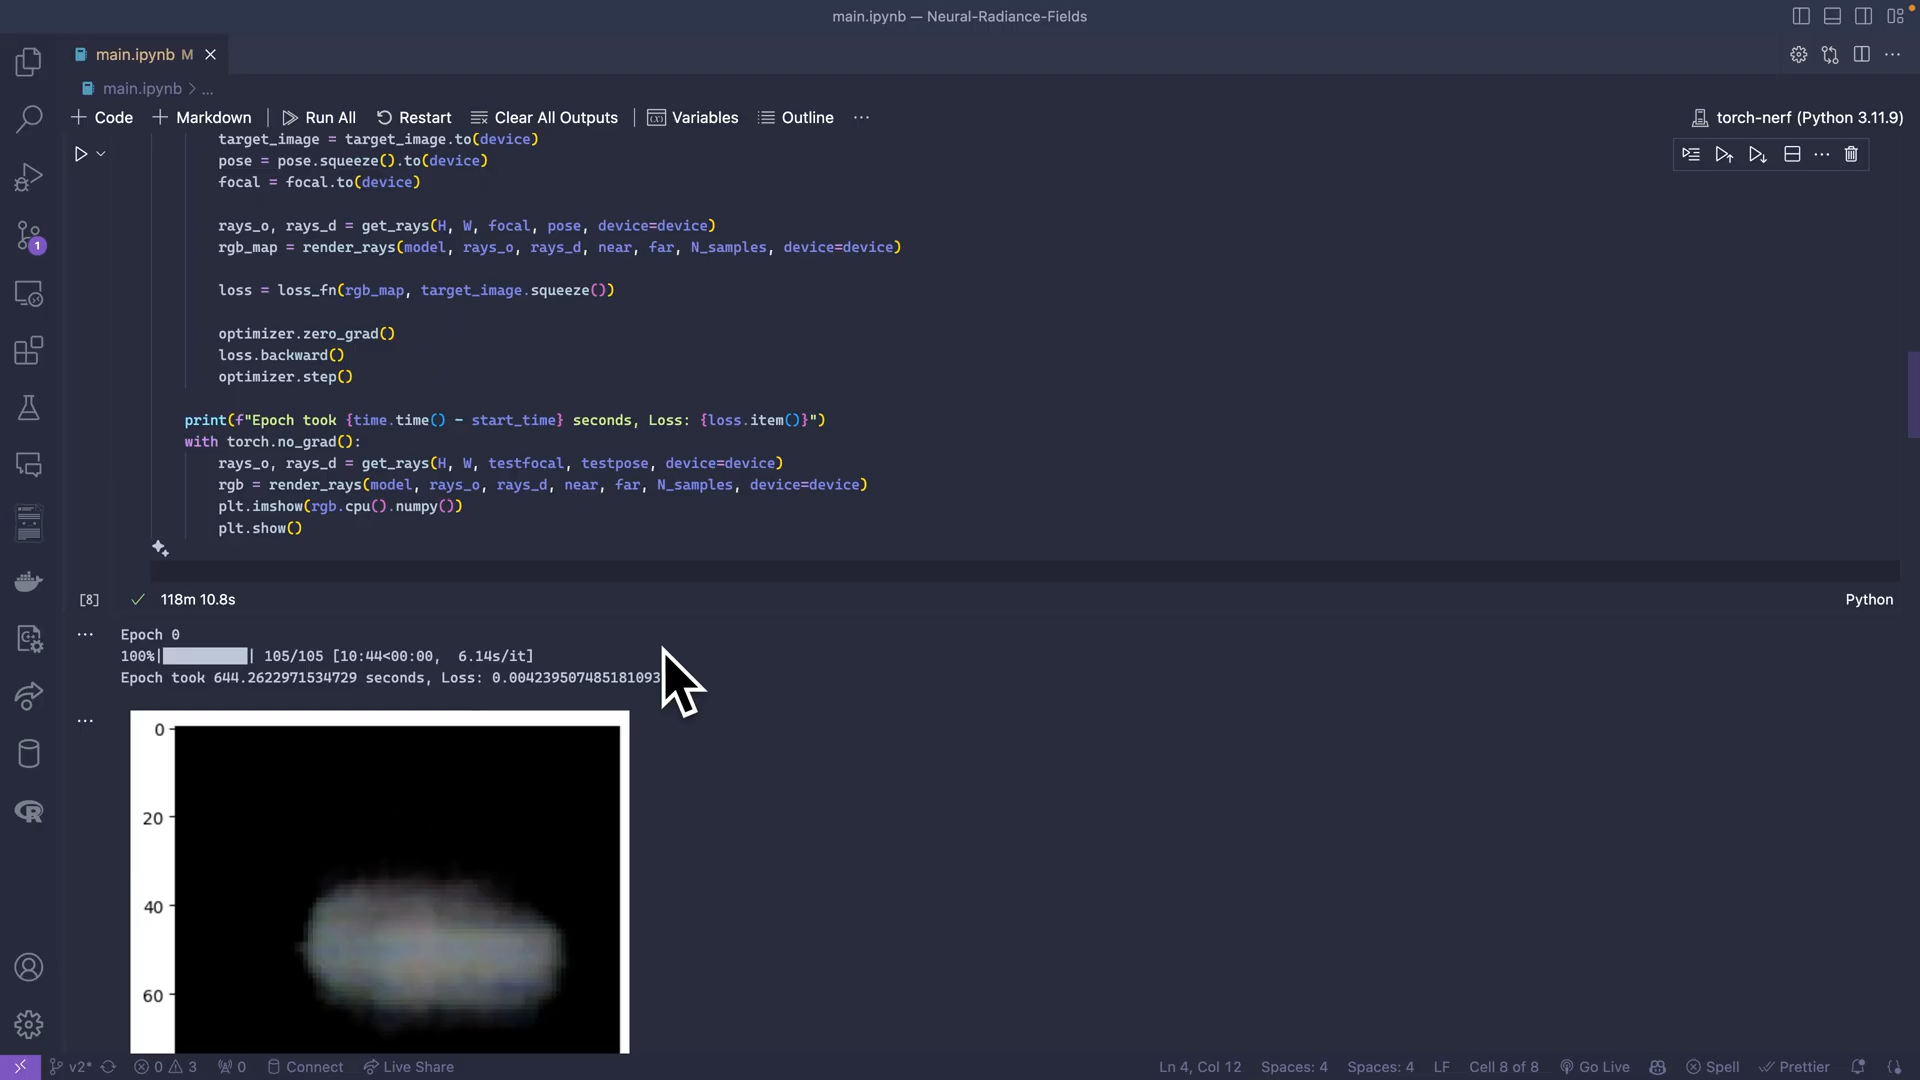 main.ipynb — Neural-Radiance-Fields
main.ipynb M
main.ipynb > ...
Code Markdown Run All Restart Clear All Outputs Variables Outline ... torch-nerf (Python 3.11.9)
target_image = target_image.to(device)
pose = pose.squeeze().to(device)
focal = focal.to(device)
rays_o, rays_d = get_rays(H, W, focal, pose, device=device)
rgb_map = render_rays(model, rays_o, rays_d, near, far, N_samples, device=device)
loss = loss_fn(rgb_map, target_image.squeeze())
optimizer.zero_grad()
loss.backward()
optimizer.step()
print(f"Epoch took {time.time() - start_time} seconds, Loss: {loss.item()}")
with torch.no_grad():
rays_o, rays_d = get_rays(H, W, testfocal, testpose, device=device)
rgb = render_rays(model, rays_o, rays_d, near, far, N_samples, device=device)
plt.imshow(rgb.cpu().numpy())
plt.show()
[8] 118m 10.8s Python
Epoch 0
100%| | 105/105 [10:44<00:00, 6.14s/it]
Epoch took 644.2622971534729 seconds, Loss: 0.004239507485181093
0
20
40
60
1
v2* 0 3 0 Connect Live Share Ln 4, Col 12 Spaces: 4 Spaces: 4 LF Cell 8 of 8 Go Live Spell Prettier